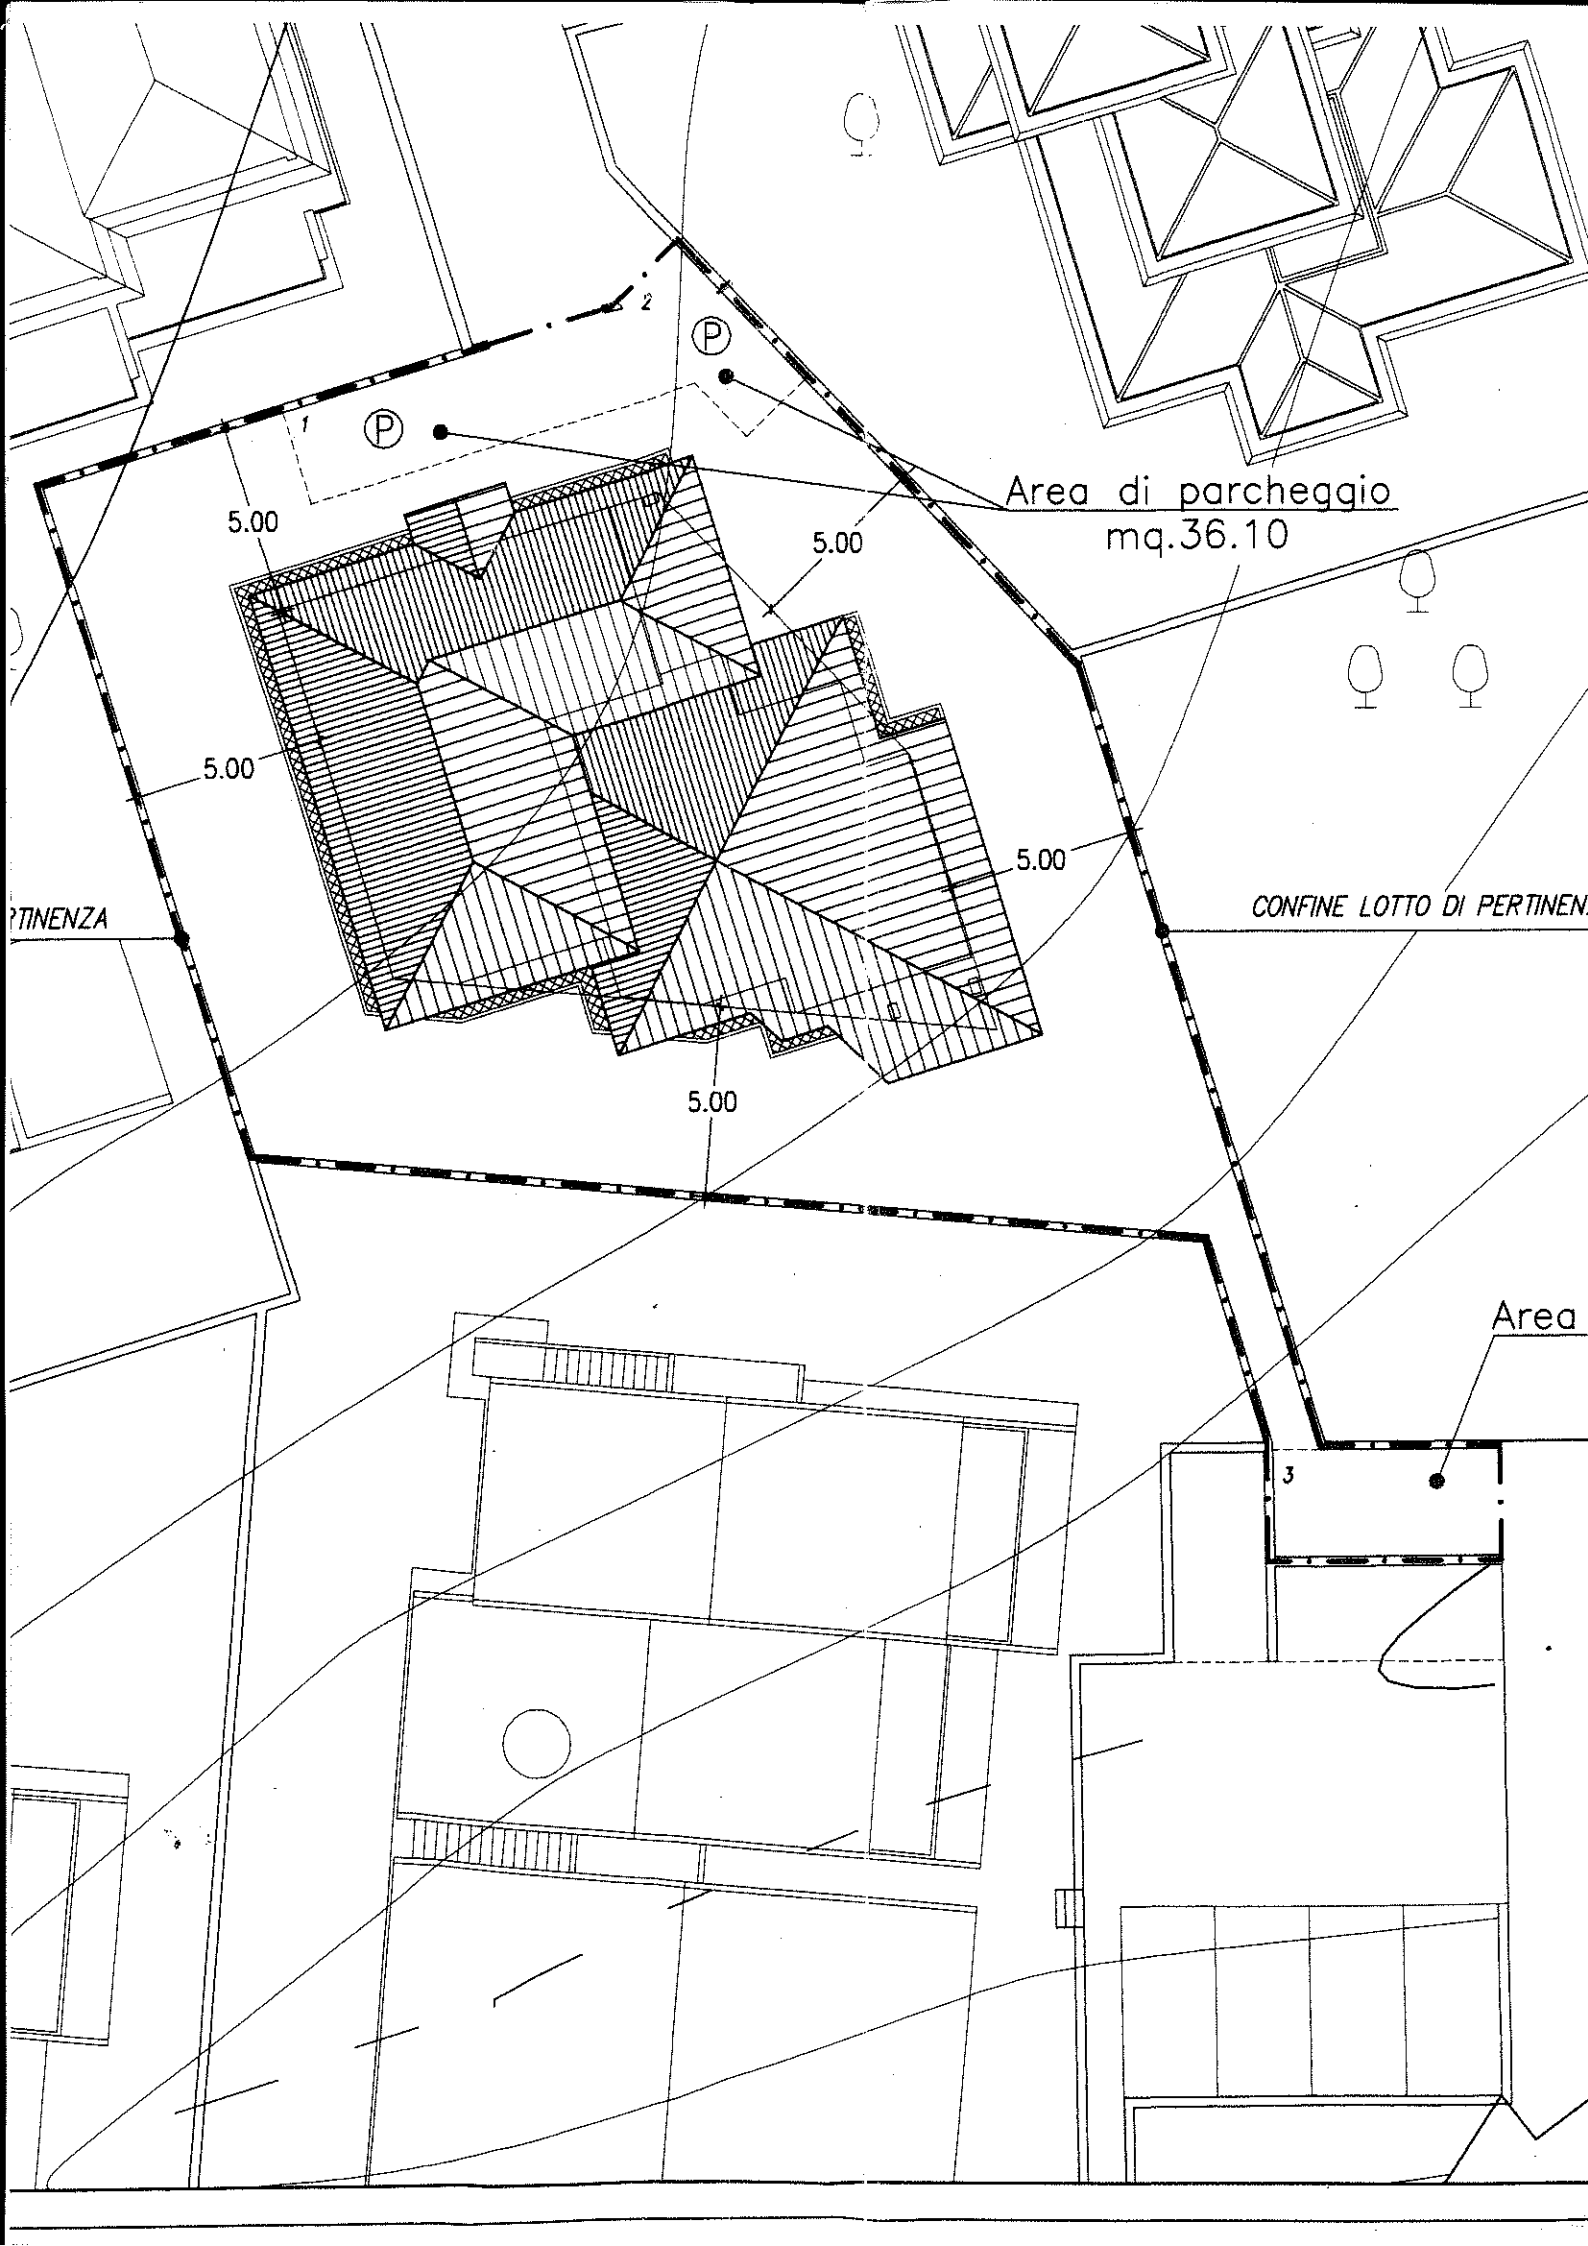 2
P
1
P
Area di parcheggio
mq.36.10
5.00
5.00
5.00
5.00
RTINENZA
CONFINE LOTTO DI PERTINEN
5.00
Area
3